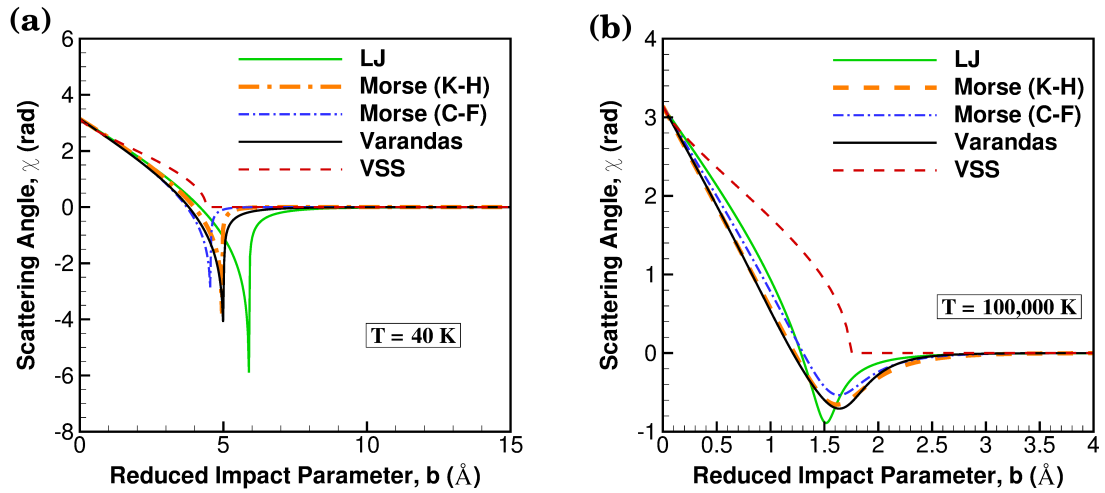 (a)
6
4
2
0
-2
-4
-6
-8
0
5
10
15
Scattering Angle, χ (rad)
Reduced Impact Parameter, b (Å)
LJ
Morse (K-H)
Morse (C-F)
Varandas
VSS
T = 40 K
(b)
4
3
2
1
0
-1
0
0.5
1
1.5
2
2.5
3
3.5
4
Scattering Angle, χ (rad)
Reduced Impact Parameter, b (Å)
LJ
Morse (K-H)
Morse (C-F)
Varandas
VSS
T = 100,000 K